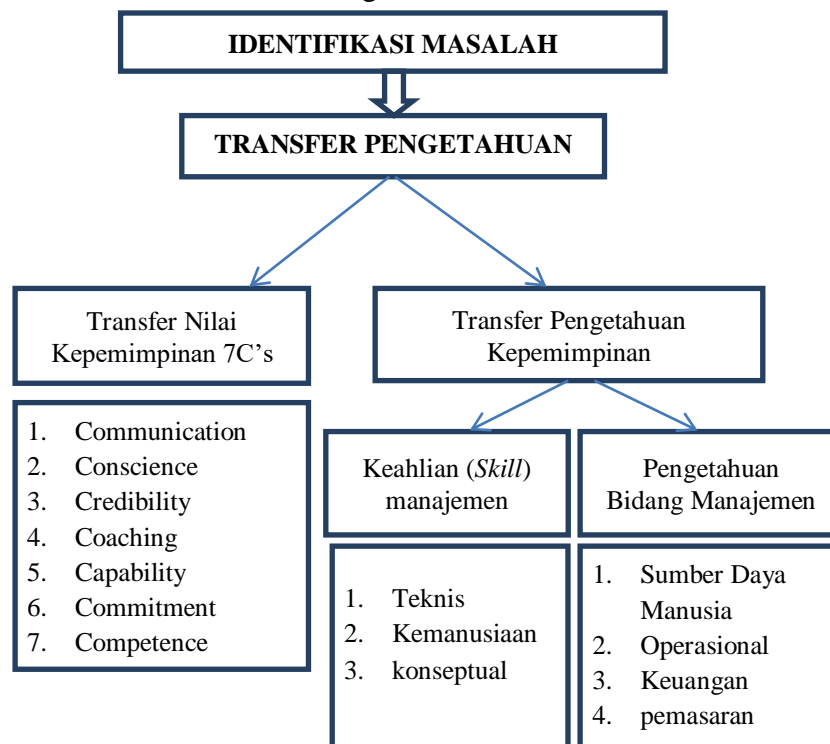 IDENTIFIKASI MASALAH
TRANSFER PENGETAHUAN
Transfer Nilai
Kepemimpinan 7C’s
Transfer Pengetahuan
Kepemimpinan
1. Communication
2. Conscience
3. Credibility
4. Coaching
5. Capability
6. Commitment
7. Competence
Keahlian (Skill)
manajemen
Pengetahuan
Bidang Manajemen
1. Teknis
2. Kemanusiaan
3. konseptual
1. Sumber Daya
Manusia
2. Operasional
3. Keuangan
4. pemasaran